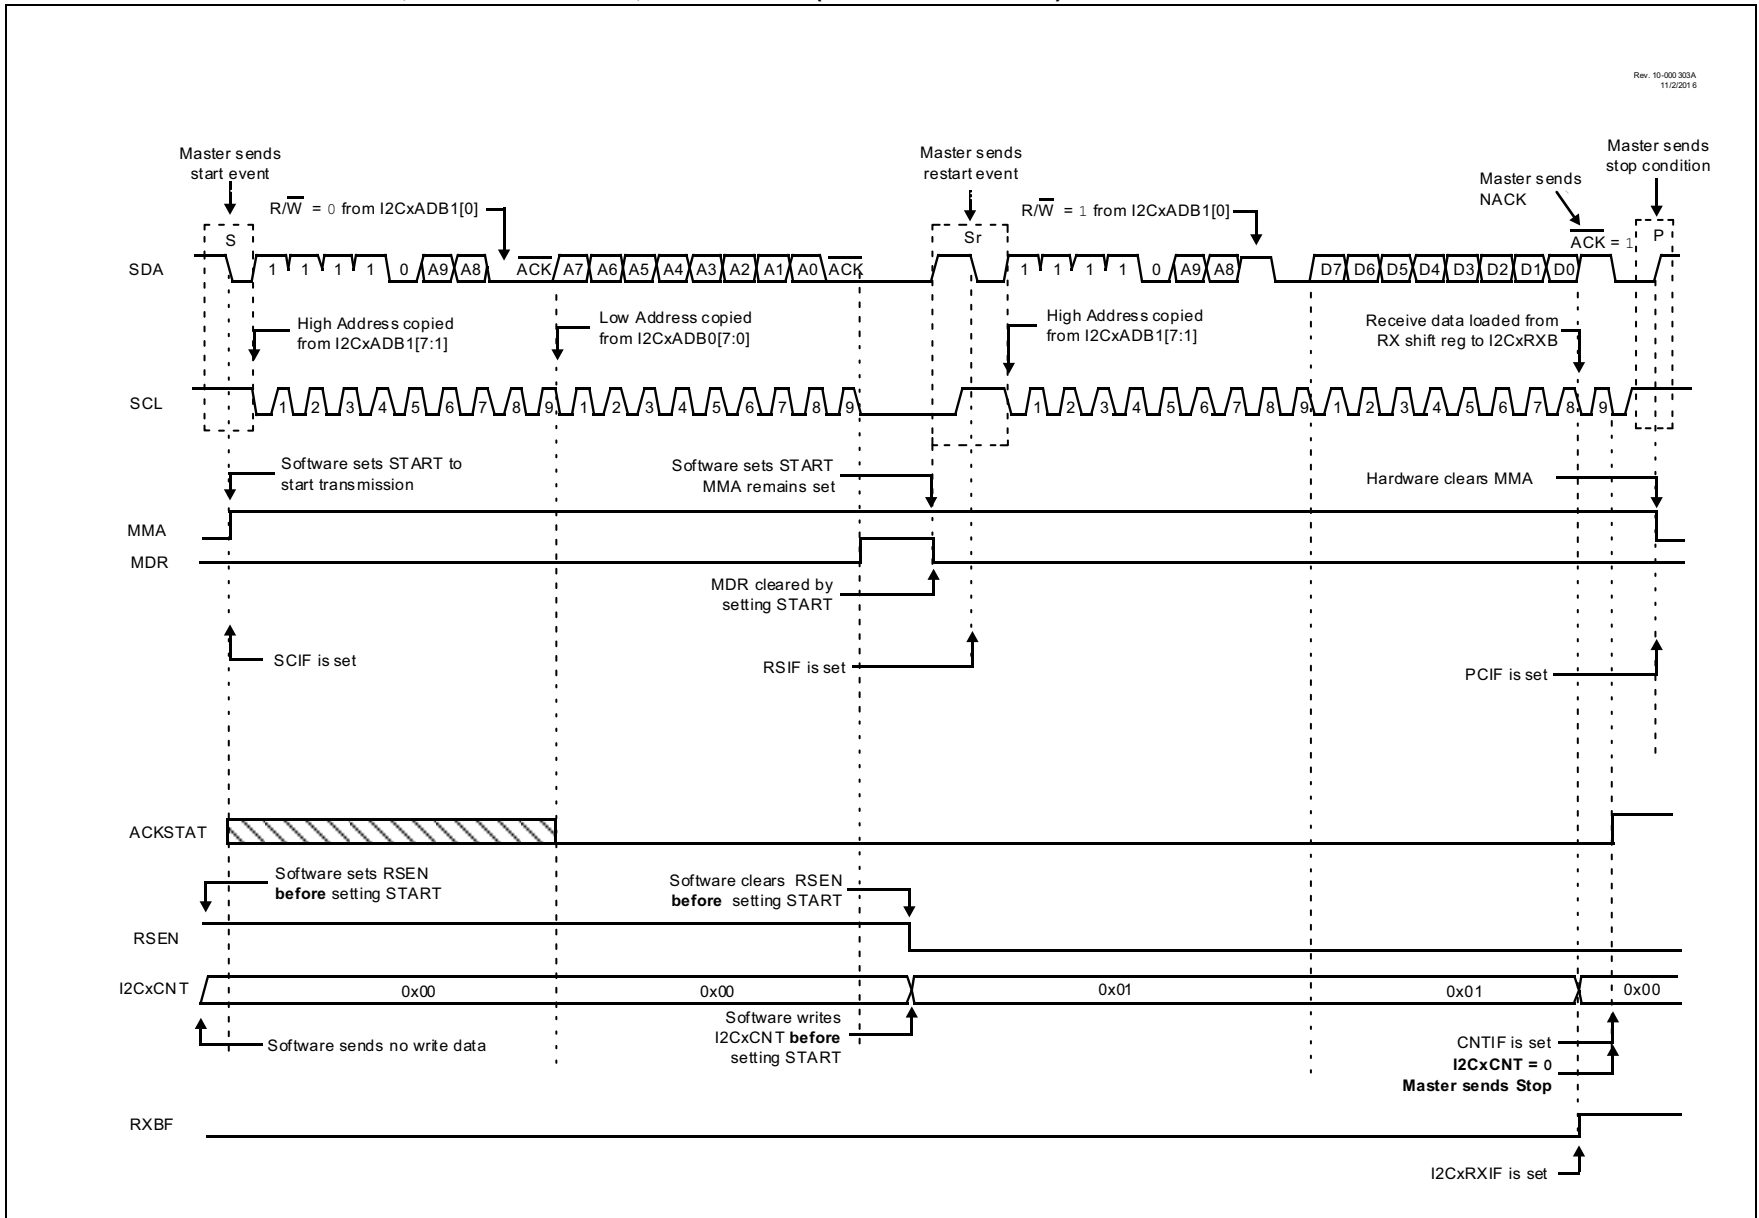 Rev. 10-000303A
11/2/2016
Master sends
start event
Master sends
restart event
Master sends
stop condition
Master sends
NACK
R/W = 0 from I2CxADB1[0]
R/W = 1 from I2CxADB1[0]
S
Sr
ACK = 1
P
SDA
1 1 1 1 0 A9 A8 ACK A7 A6 A5 A4 A3 A2 A1 A0 ACK 1 1 1 1 0 A9 A8 D7 D6 D5 D4 D3 D2 D1 D0
High Address copied
from I2CxADB1[7:1]
Low Address copied
from I2CxADB0[7:0]
High Address copied
from I2CxADB1[7:1]
Receive data loaded from
RX shift reg to I2CxRXB
SCL
1 2 3 4 5 6 7 8 9 1 2 3 4 5 6 7 8 9 1 2 3 4 5 6 7 8 9 1 2 3 4 5 6 7 8 9
Software sets START to
start transmission
Software sets START
MMA remains set
Hardware clears MMA
MMA
MDR
MDR cleared by
setting START
SCIF is set
RSIF is set
PCIF is set
ACKSTAT
Software sets RSEN
before setting START
Software clears RSEN
before setting START
RSEN
I2CxCNT
0x00 0x00 0x01 0x01 0x00
Software sends no write data
Software writes
I2CxCNT before
setting START
CNTIF is set
I2CxCNT = 0
Master sends Stop
RXBF
I2CxRXIF is set